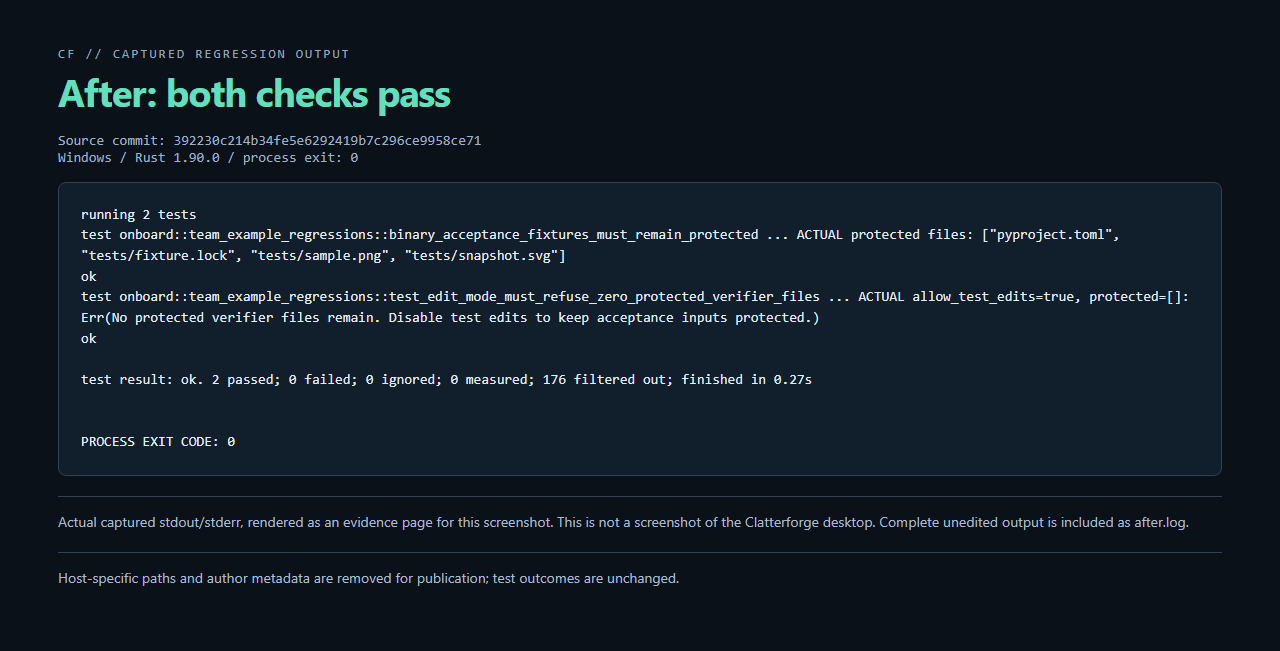 CF // CAPTURED REGRESSION OUTPUT
After: both checks pass
Source commit: 392230c214b34fe5e6292419b7c296ce9958ce71
Windows / Rust 1.90.0 / process exit: 0
running 2 tests
test onboard::team_example_regressions::binary_acceptance_fixtures_must_remain_protected ... ACTUAL protected files: ["pyproject.toml",
"tests/fixture.lock", "tests/sample.png", "tests/snapshot.svg"]
ok
test onboard::team_example_regressions::test_edit_mode_must_refuse_zero_protected_verifier_files ... ACTUAL allow_test_edits=true, protected=[]:
Err(No protected verifier files remain. Disable test edits to keep acceptance inputs protected.)
ok
test result: ok. 2 passed; 0 failed; 0 ignored; 0 measured; 176 filtered out; finished in 0.27s
PROCESS EXIT CODE: 0
Actual captured stdout/stderr, rendered as an evidence page for this screenshot. This is not a screenshot of the Clatterforge desktop. Complete unedited output is included as after.log.
Host-specific paths and author metadata are removed for publication; test outcomes are unchanged.